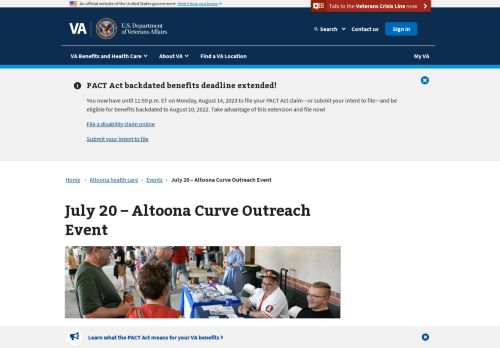 An official website of the United States government Here's how you know
Talk to the Veterans Crisis Line now
VA
U.S. Department
of Veterans Affairs
Search
Contact us
Sign in
VA Benefits and Health Care
About VA
Find a VA Location
My VA
PACT Act backdated benefits deadline extended!
You now have until 11:59 p.m. ET on Monday, August 14, 2023 to file your PACT Act claim—or submit your intent to file—and be
eligible for benefits backdated to August 10, 2022. Take advantage of this extension and file now!
File a disability claim online
Submit your intent to file
Home › Altoona health care › Events › July 20 – Altoona Curve Outreach Event
July 20 – Altoona Curve Outreach
Event
Learn what the PACT Act means for your VA benefits